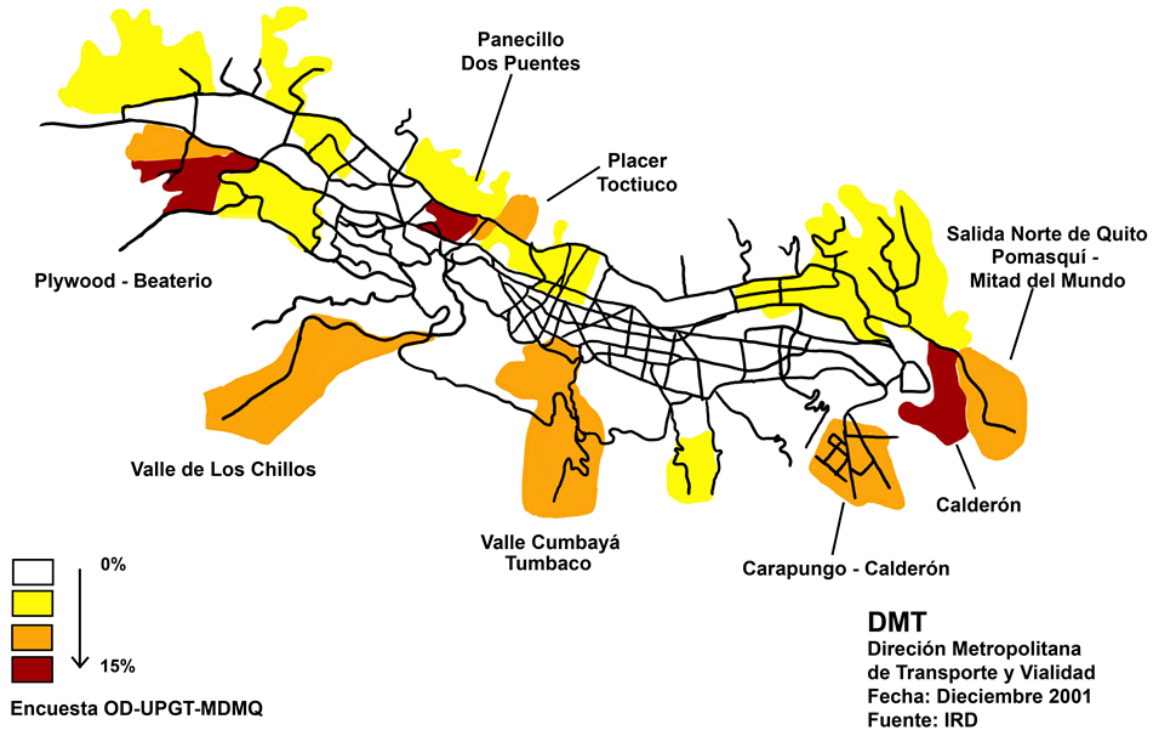 Panecillo
Dos Puentes
Placer
Toctiuco
Salida Norte de Quito
Pomasquí -
Mitad del Mundo
Plywood - Beaterio
Valle de Los Chillos
Valle Cumbayá
Tumbaco
Calderón
Carapungo - Calderón
0%
15%
Encuesta OD-UPGT-MDMQ
DMT
Direción Metropolitana
de Transporte y Vialidad
Fecha: Dieciembre 2001
Fuente: IRD